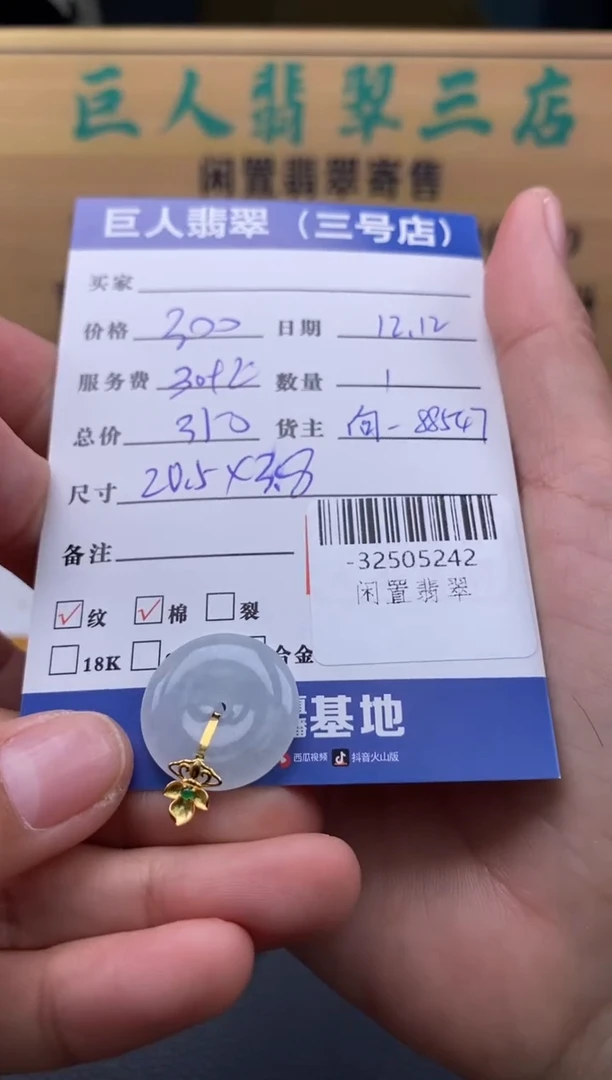 巨人翡翠三店
闲置翡翠寄售
巨人翡翠（三号店）
买家
价格 300 日期 12.12
服务费 数量 1
总价 310 货主 向-88547
尺寸 20.5×3.8
备注
-32505242
闲置翡翠
☑纹 ☑棉 □裂
□18K □ 合金
播基地
西瓜视频 抖音火山版